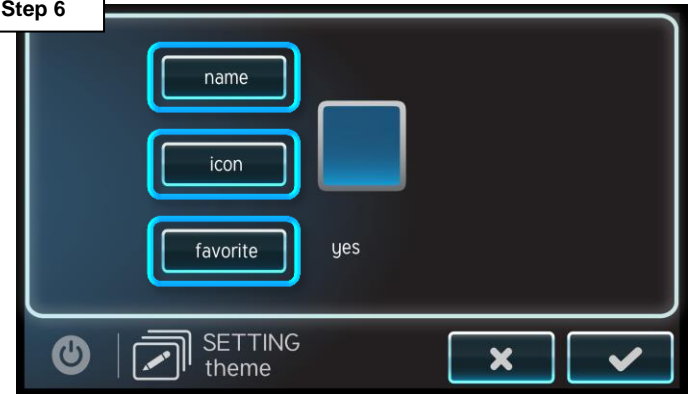 Step 6
name
icon
favorite yes
SETTING
theme